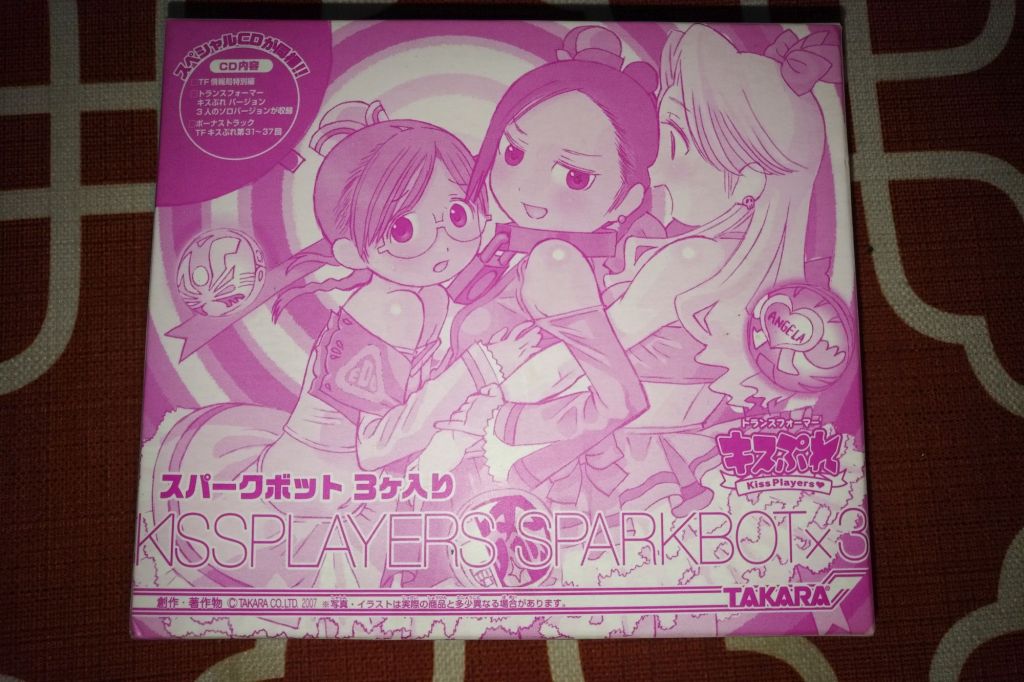 スペシャルCDが同梱!!
CD内容
□TF情報局特別編
□トランスフォーマー
キスぷれ バージョン
3人のソロバージョンが収録
□ボーナストラック
TFキスぷれ第31〜37回
ANGELA
トランスフォーマー
キスぷれ
Kiss Players♥
スパークボット 3ヶ入り
KISSPLAYERS SPARKBOT×3
創作・著作物 ©TAKARA CO.,LTD. 2007 ※写真・イラストは実際の商品と多少異なる場合があります。
TAKARA